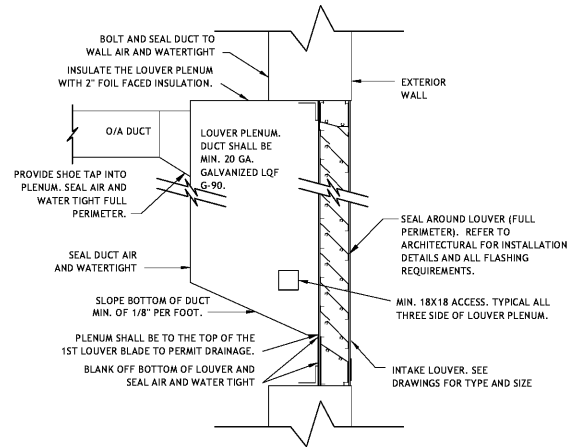 BOLT AND SEAL DUCT TO
WALL AIR AND WATERTIGHT
INSULATE THE LOUVER PLENUM
WITH 2" FOIL FACED INSULATION.
EXTERIOR
WALL
O/A DUCT
LOUVER PLENUM.
DUCT SHALL BE
MIN. 20 GA.
GALVANIZED LQF
G-90.
PROVIDE SHOE TAP INTO
PLENUM. SEAL AIR AND
WATER TIGHT FULL
PERIMETER.
SEAL AROUND LOUVER (FULL
PERIMETER). REFER TO
ARCHITECTURAL FOR INSTALLATION
DETAILS AND ALL FLASHING
REQUIREMENTS.
SEAL DUCT AIR
AND WATERTIGHT
SLOPE BOTTOM OF DUCT
MIN. OF 1/8" PER FOOT.
MIN. 18X18 ACCESS. TYPICAL ALL
THREE SIDE OF LOUVER PLENUM.
PLENUM SHALL BE TO THE TOP OF THE
1ST LOUVER BLADE TO PERMIT DRAINAGE.
BLANK OFF BOTTOM OF LOUVER AND
SEAL AIR AND WATER TIGHT
INTAKE LOUVER. SEE
DRAWINGS FOR TYPE AND SIZE